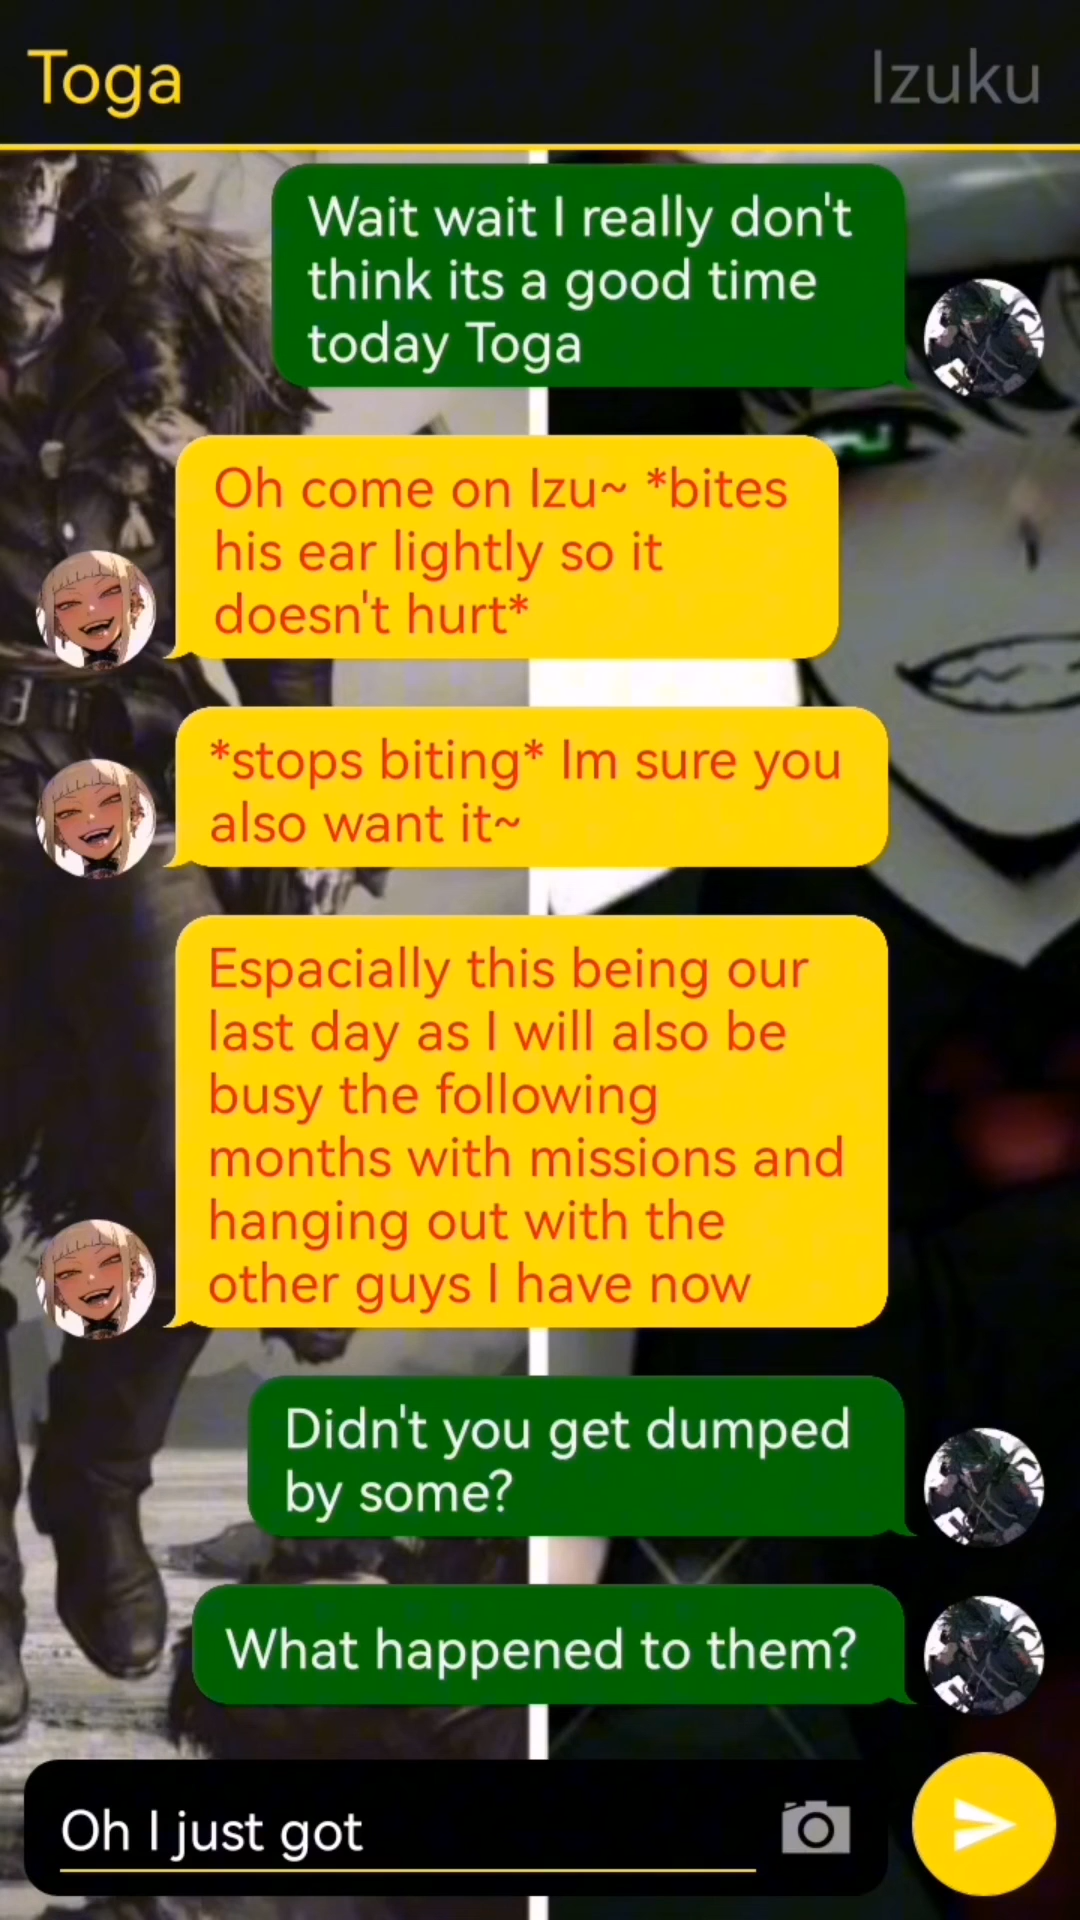 Toga
Izuku
Wait wait I really don't
think its a good time
today Toga
Oh come on Izu~ *bites
his ear lightly so it
doesn't hurt*
*stops biting* Im sure you
also want it~
Espacially this being our
last day as I will also be
busy the following
months with missions and
hanging out with the
other guys I have now
Didn't you get dumped
by some?
What happened to them?
Oh I just got